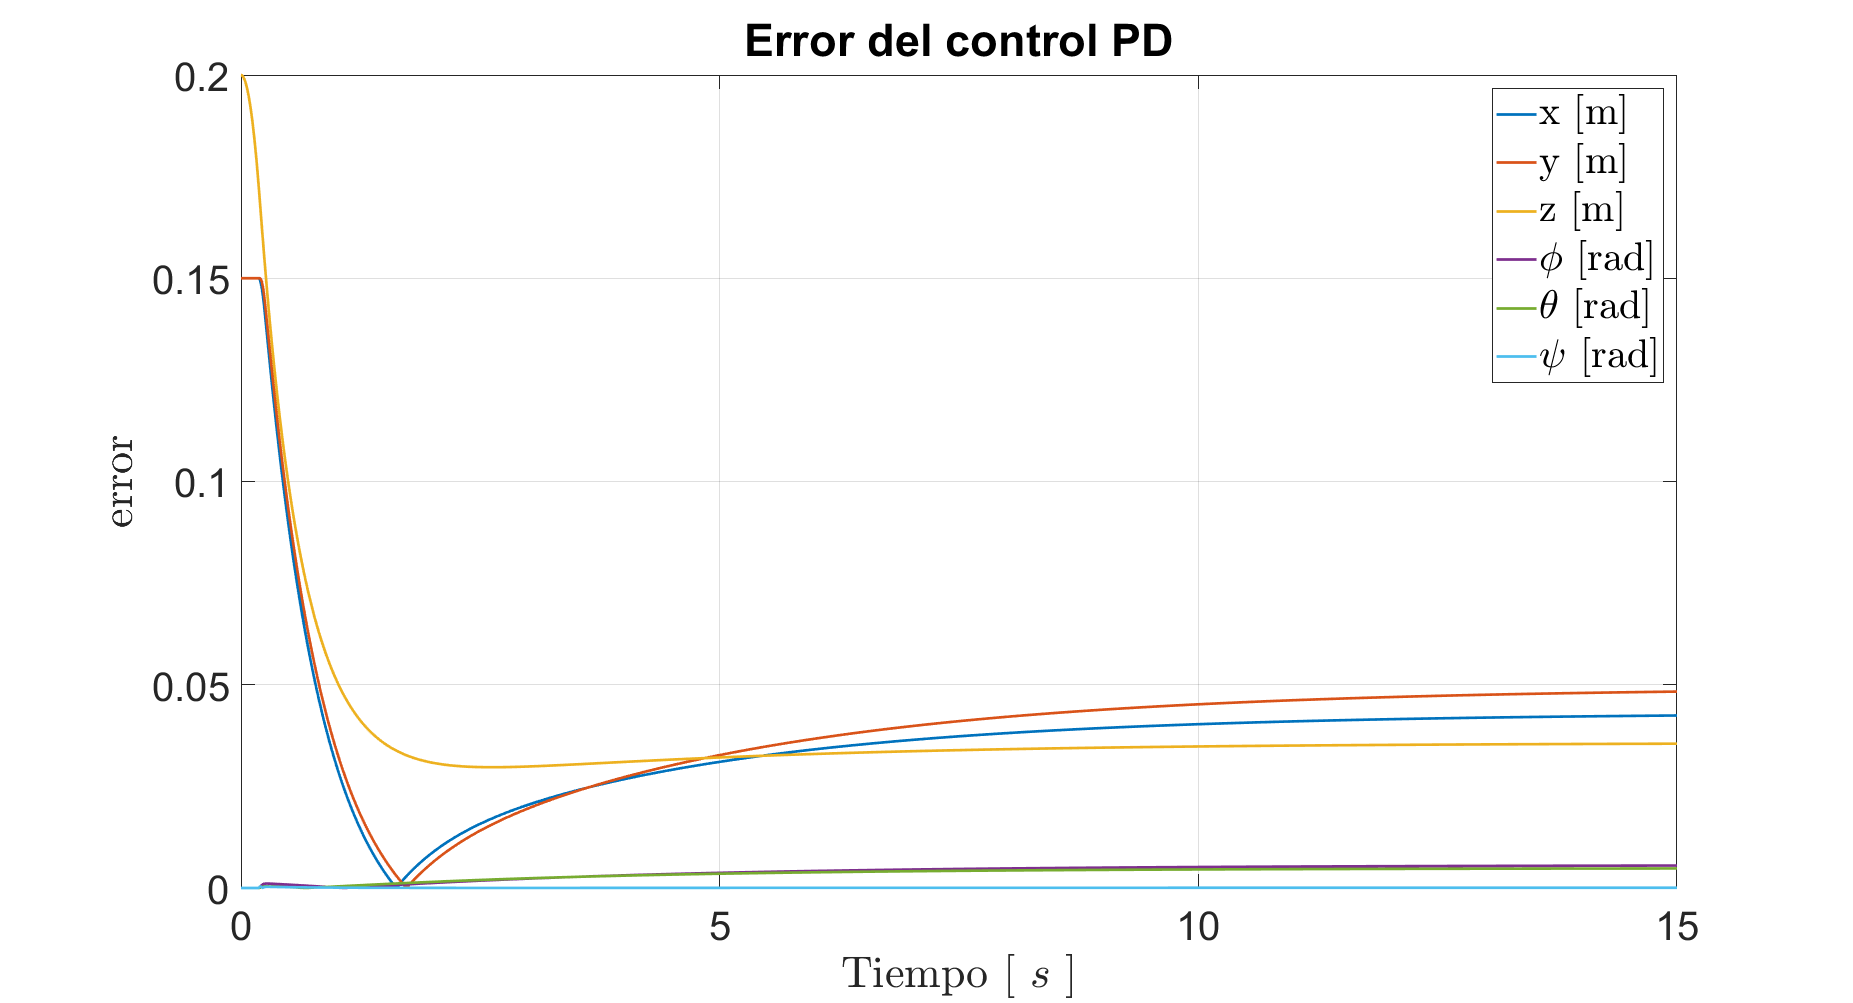 Error del control PD
0.2
0.15
0.1
0.05
0
error
x [m]
y [m]
z [m]
ϕ [rad]
θ [rad]
ψ [rad]
0 5 10 15
Tiempo [ s ]